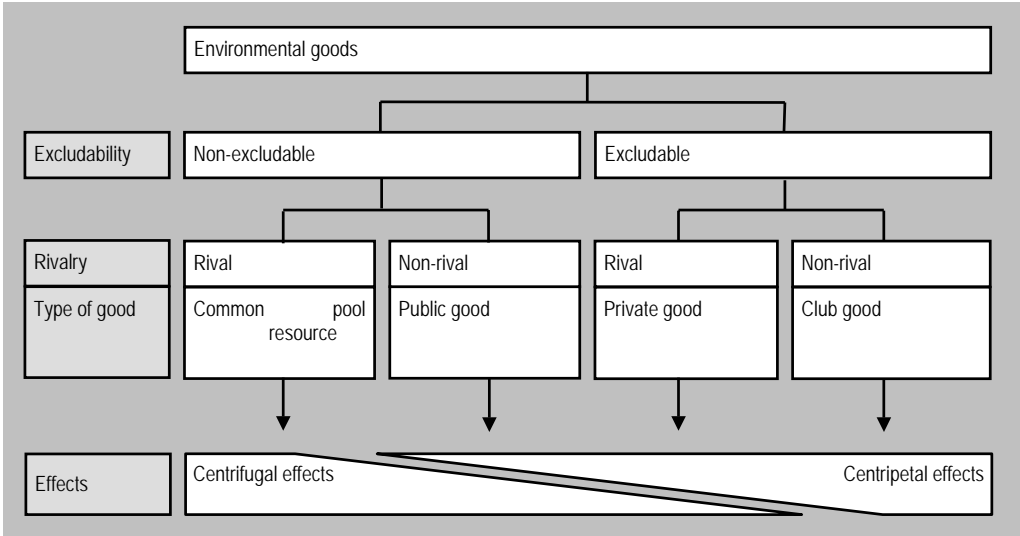 Environmental goods
Excludability
Non-excludable
Excludable
Rivalry
Rival
Non-rival
Rival
Non-rival
Type of good
Common pool
resource
Public good
Private good
Club good
Effects
Centrifugal effects
Centripetal effects